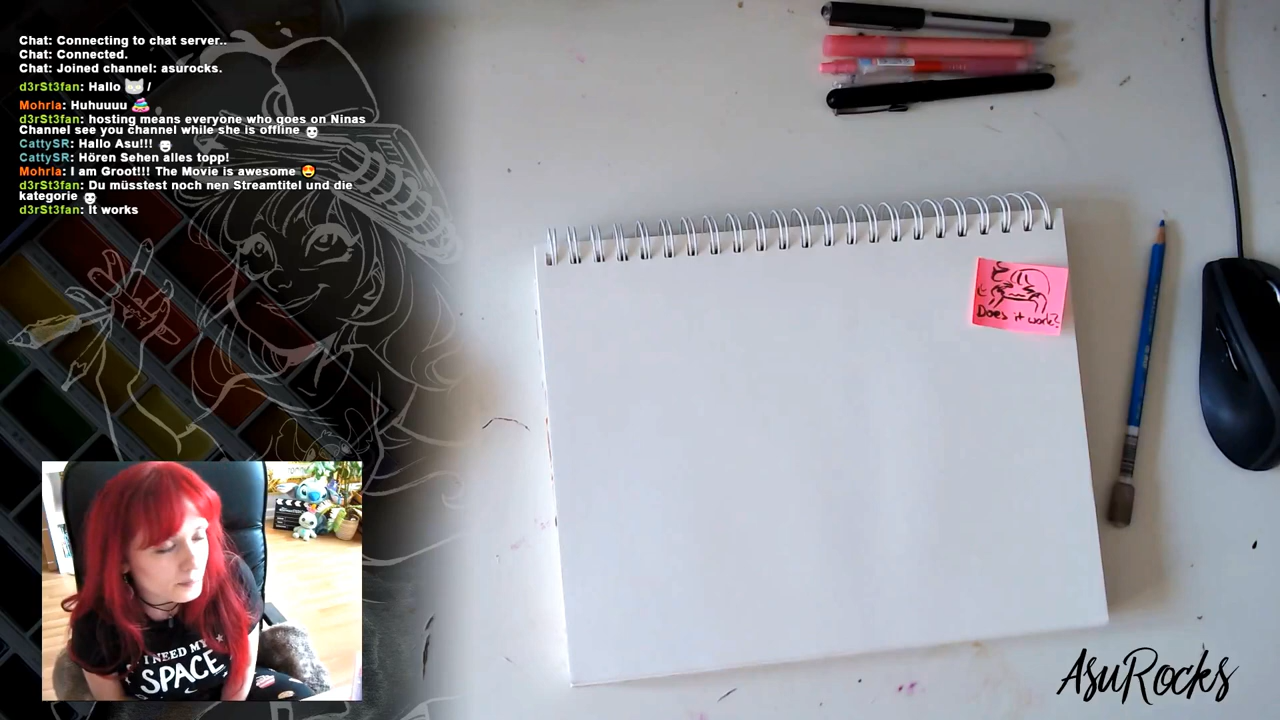 Chat: Connecting to chat server..
Chat: Connected.
Chat: Joined channel: asurocks.
d3rSt3fan: Hallo /
Mohrla: Huhuuuu
d3rSt3fan: hosting means everyone who goes on Ninas
Channel see you channel while she is offline
CattySR: Hallo Asu!!!
CattySR: Hören Sehen alles topp!
Mohrla: I am Groot!!! The Movie is awesome
d3rSt3fan: Du müsstest noch nen Streamtitel und die
kategorie
d3rSt3fan: It works
Does it work?
I NEED MY
SPACE
AsuRocks